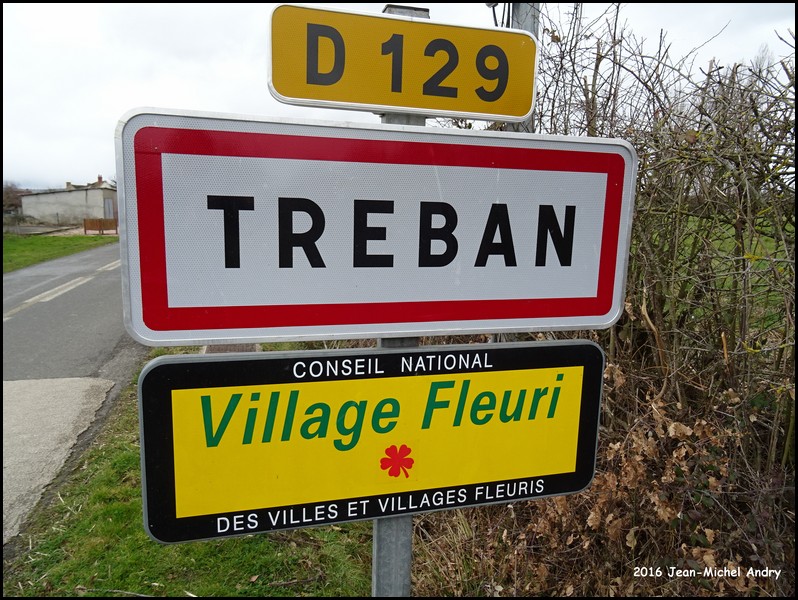 D 129
TREBAN
CONSEIL NATIONAL
Village Fleuri
DES VILLES ET VILLAGES FLEURIS
2016 Jean-Michel Andry